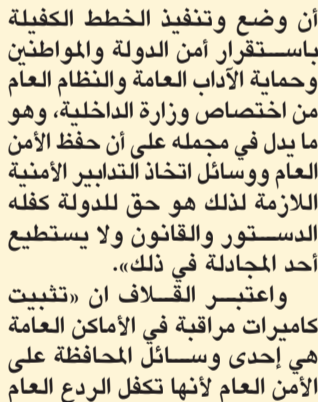 أن وضع وتنفيذ الخطط الكفيلة
باستقرار أمن الدولة والمواطنين
وحماية الآداب العامة والنظام العام
من اختصاص وزارة الداخلية، وهو
ما يدل في مجمله على أن حفظ الأمن
العام ووسائل اتخاذ التدابير الأمنية
اللازمة لذلك هو حق للدولة كفله
الدستور والقانون ولا يستطيع
أحد المجادلة في ذلك».
واعتبر القلاف ان «تثبيت
كاميرات مراقبة في الأماكن العامة
هي إحدى وسائل المحافظة على
الأمن العام لأنها تكفل الردع العام